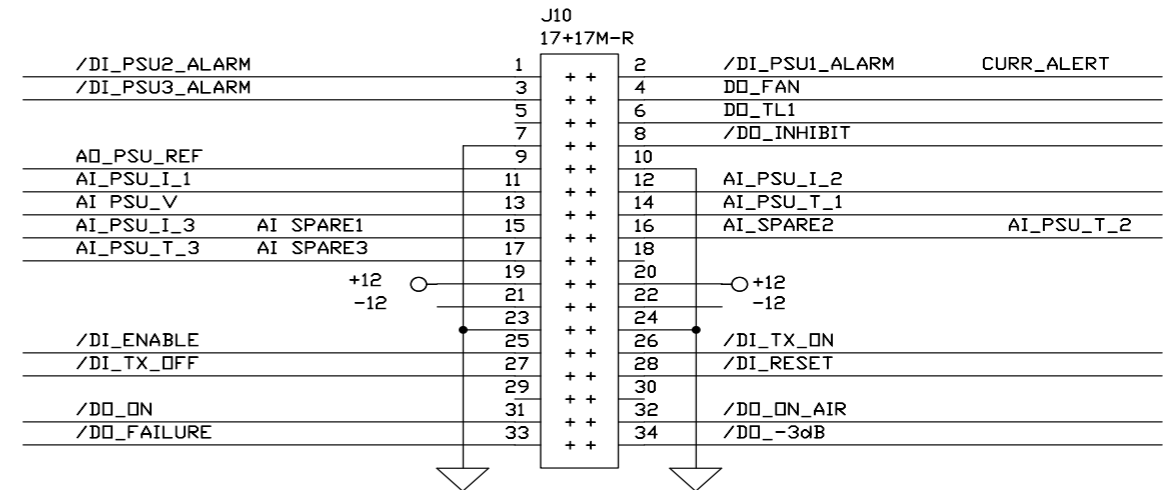 J10
17+17M-R
/DI_PSU2_ALARM 1 2 /DI_PSU1_ALARM CURR_ALERT
/DI_PSU3_ALARM 3 4 DO_FAN
5 6 DO_TL1
7 8 /DO_INHIBIT
AO_PSU_REF 9 10
AI_PSU_I_1 11 12 AI_PSU_I_2
AI PSU_V 13 14 AI_PSU_T_1
AI_PSU_I_3 AI SPARE1 15 16 AI_SPARE2 AI_PSU_T_2
AI_PSU_T_3 AI SPARE3 17 18
+12 19 20 +12
-12 21 22 -12
23 24
/DI_ENABLE 25 26 /DI_TX_ON
/DI_TX_OFF 27 28 /DI_RESET
29 30
/DO_ON 31 32 /DO_ON_AIR
/DO_FAILURE 33 34 /DO_-3dB